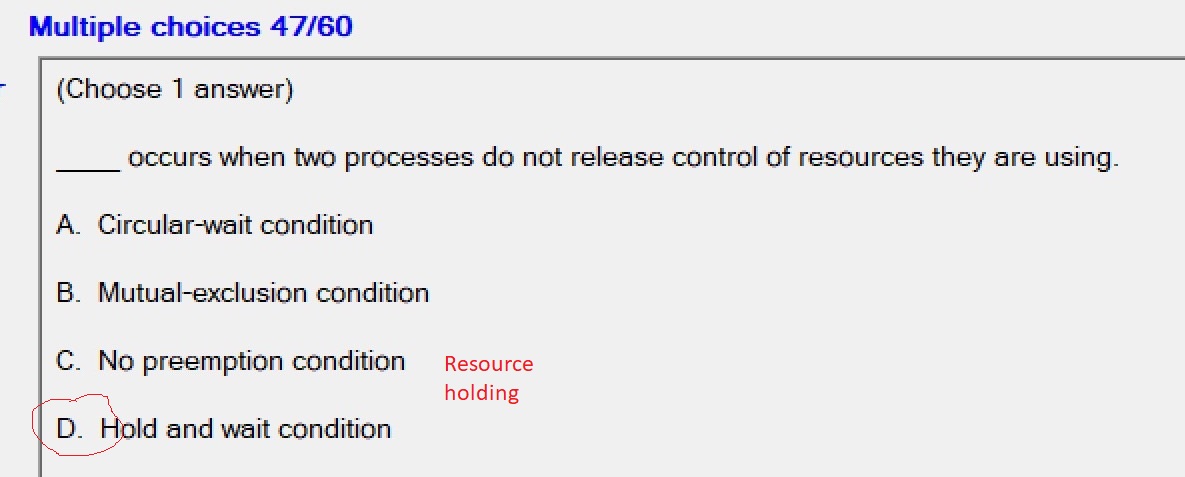 Multiple choices 47/60
(Choose 1 answer)
_____ occurs when two processes do not release control of resources they are using.
A. Circular-wait condition
B. Mutual-exclusion condition
C. No preemption condition
Resource
holding
D. Hold and wait condition